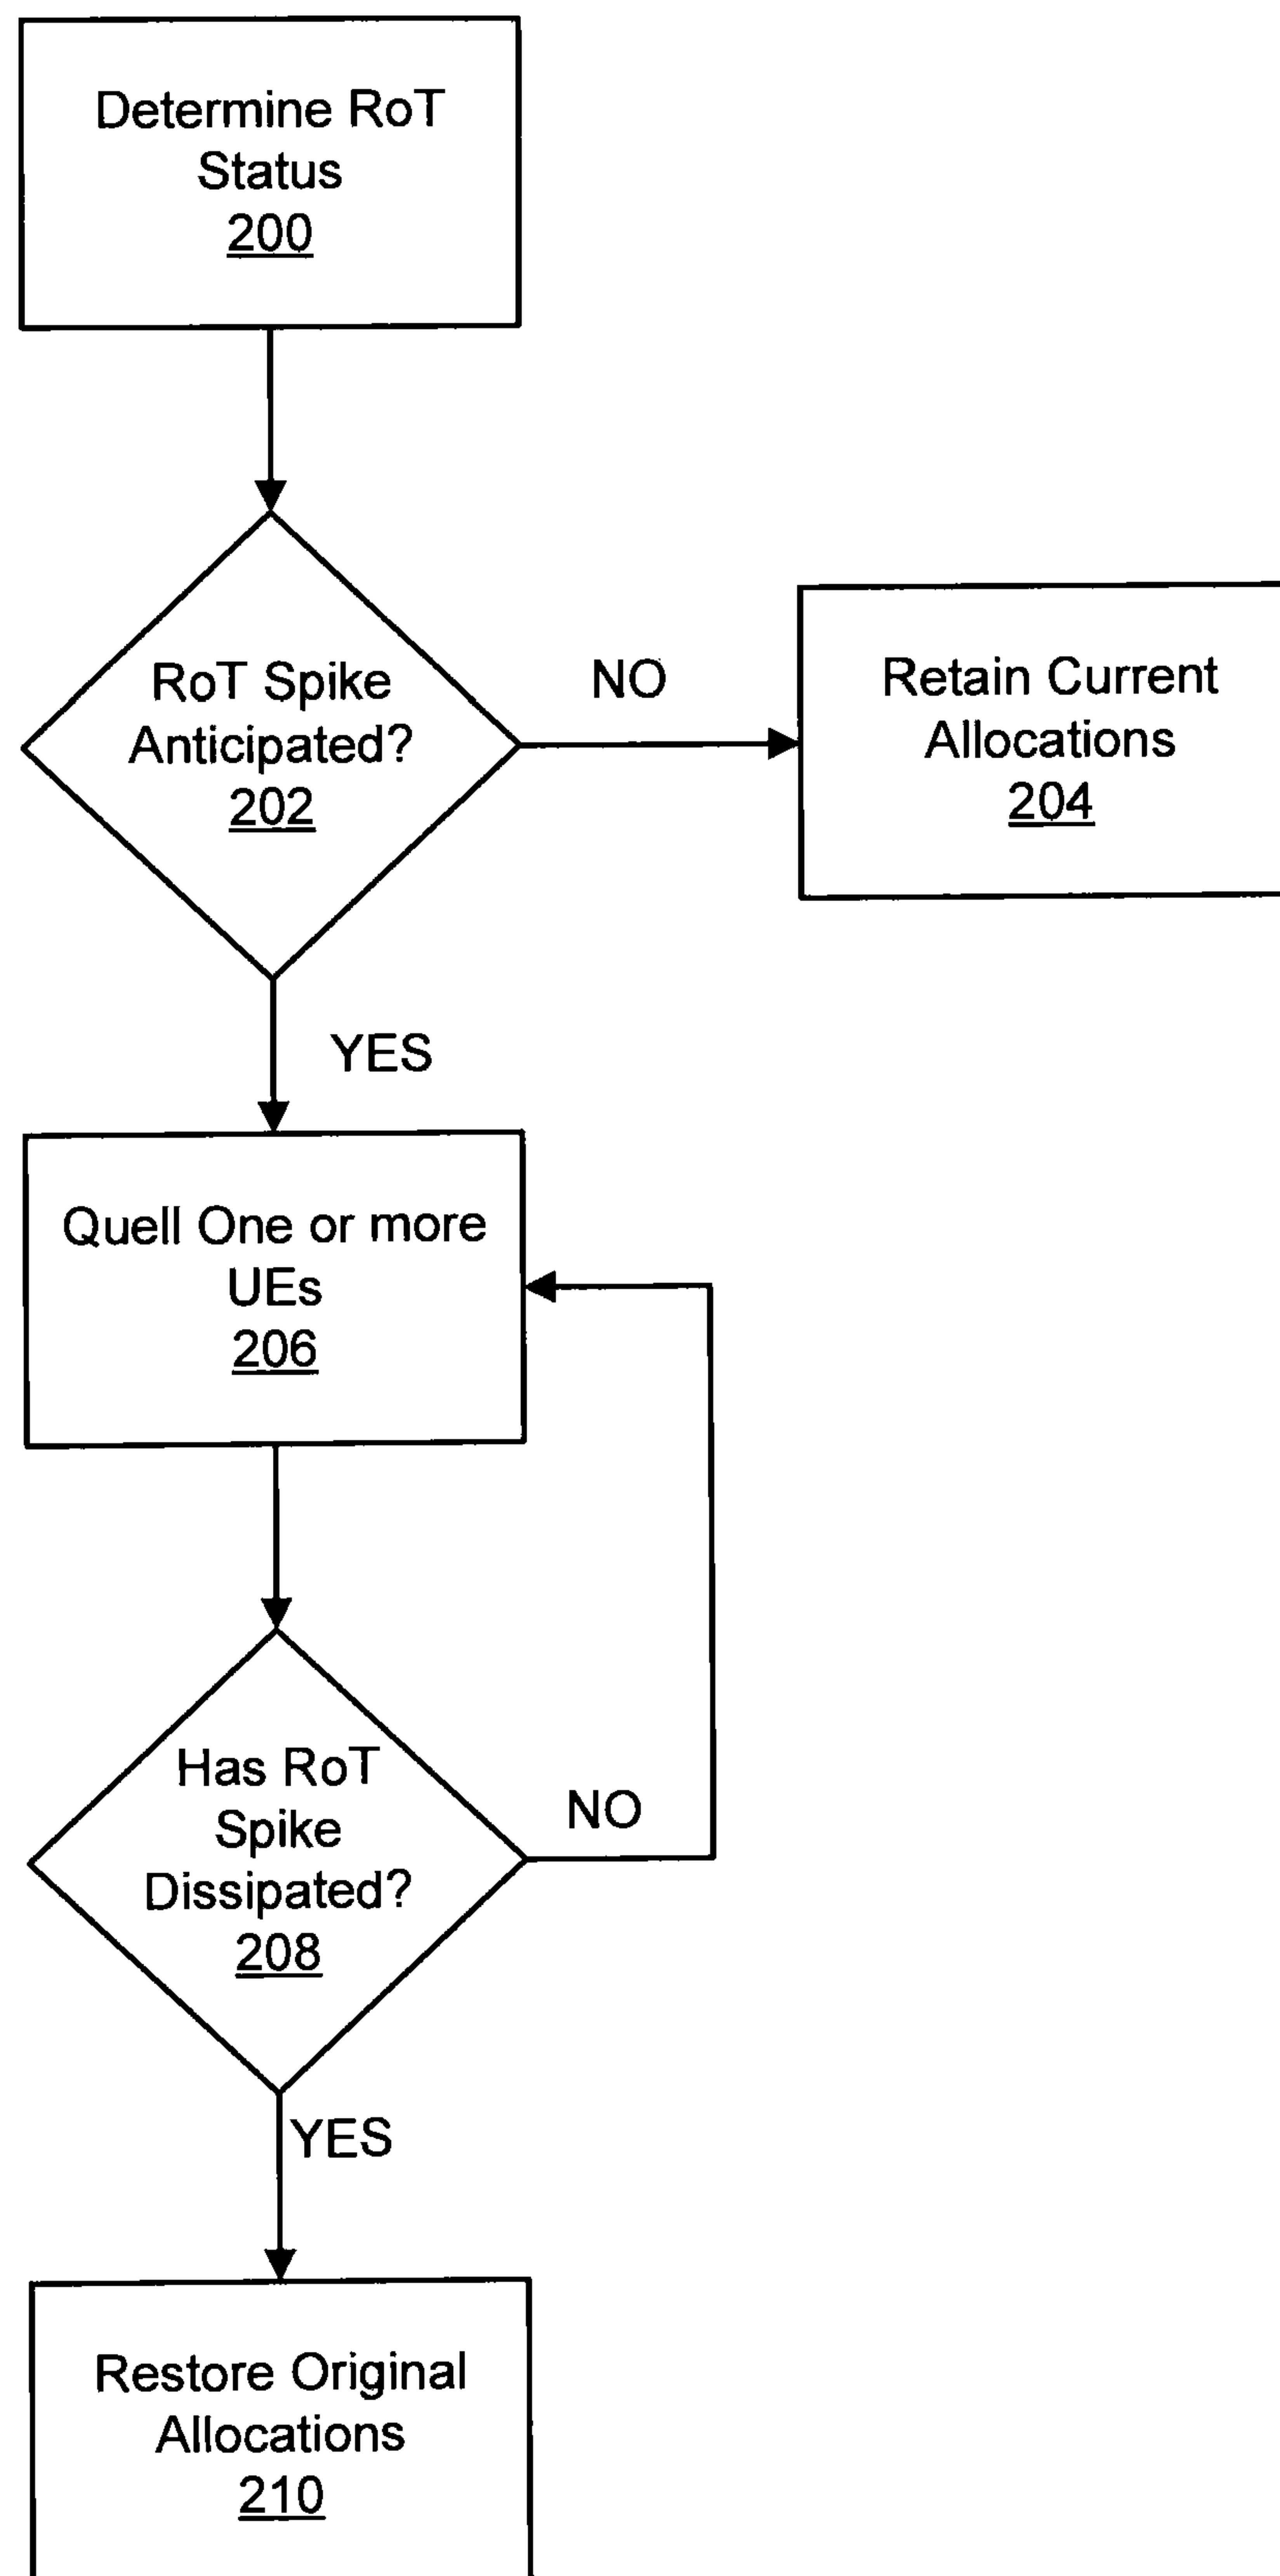 Determine RoT
Status
200
RoT Spike
Anticipated?
202
NO
Retain Current
Allocations
204
YES
Quell One or more
UEs
206
Has RoT
Spike
Dissipated?
208
NO
YES
Restore Original
Allocations
210